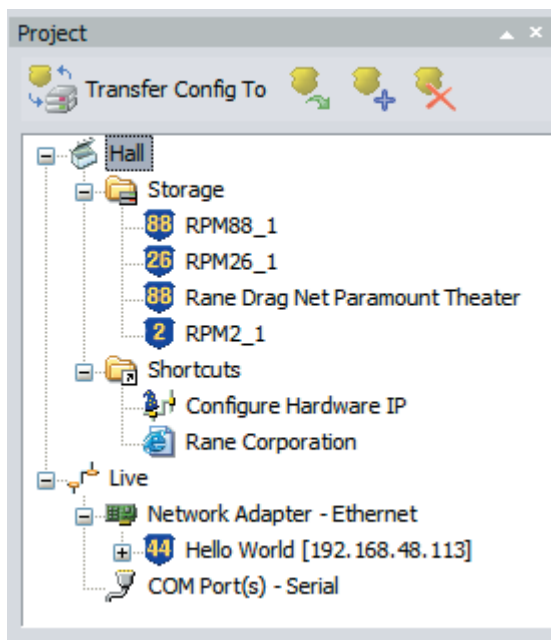 Project
Transfer Config To
Hall
Storage
88 RPM88_1
26 RPM26_1
88 Rane Drag Net Paramount Theater
2 RPM2_1
Shortcuts
Configure Hardware IP
Rane Corporation
Live
Network Adapter - Ethernet
44 Hello World [192.168.48.113]
COM Port(s) - Serial